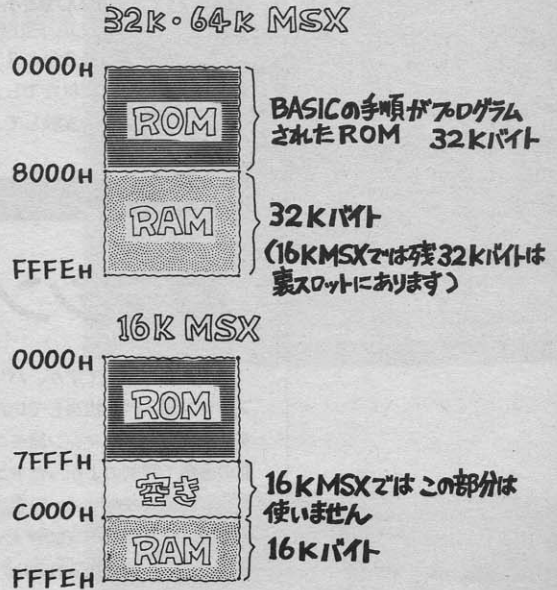 32K・64K MSX
0000H
ROM
BASICの手順がプログラム
されたROM 32Kバイト
8000H
RAM
32Kバイト
(16KMSXでは残32Kバイトは
裏スロットにあります)
FFFEH
16K MSX
0000H
ROM
7FFFH
空き
16KMSXでは この部分は
使いません
C000H
RAM
16Kバイト
FFFEH